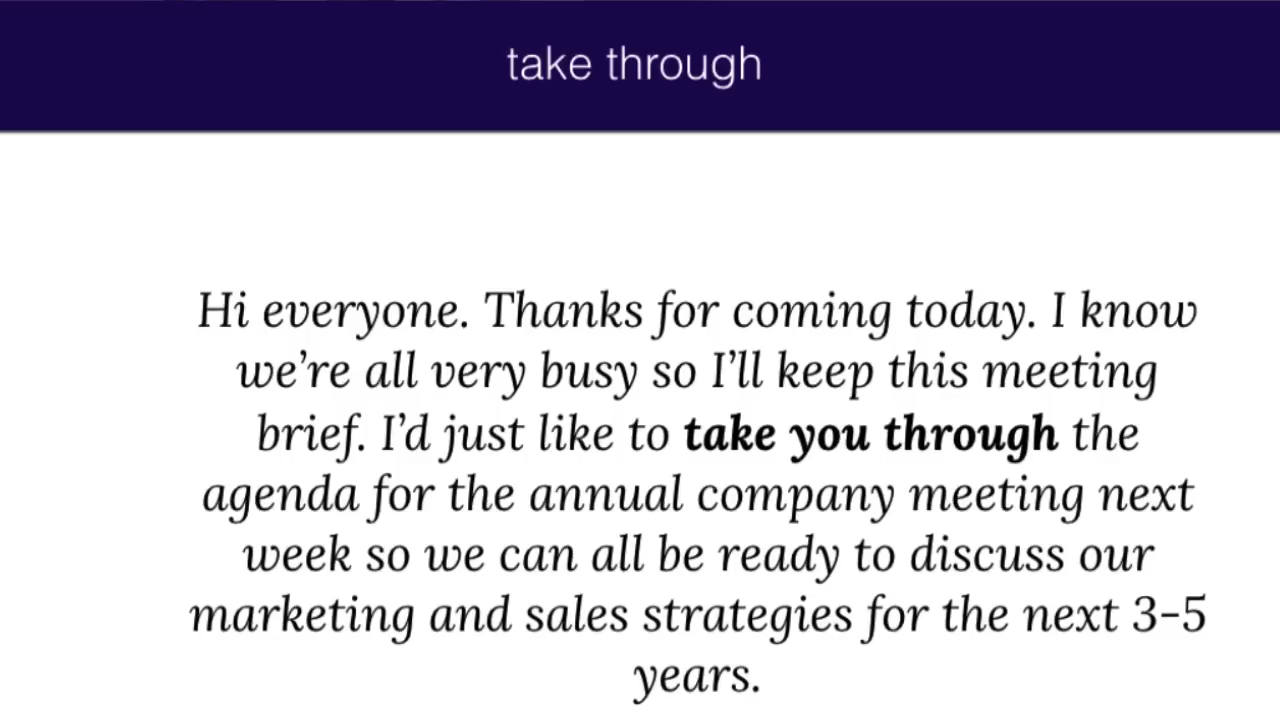 take through
Hi everyone. Thanks for coming today. I know
we’re all very busy so I’ll keep this meeting
brief. I’d just like to take you through the
agenda for the annual company meeting next
week so we can all be ready to discuss our
marketing and sales strategies for the next 3-5
years.